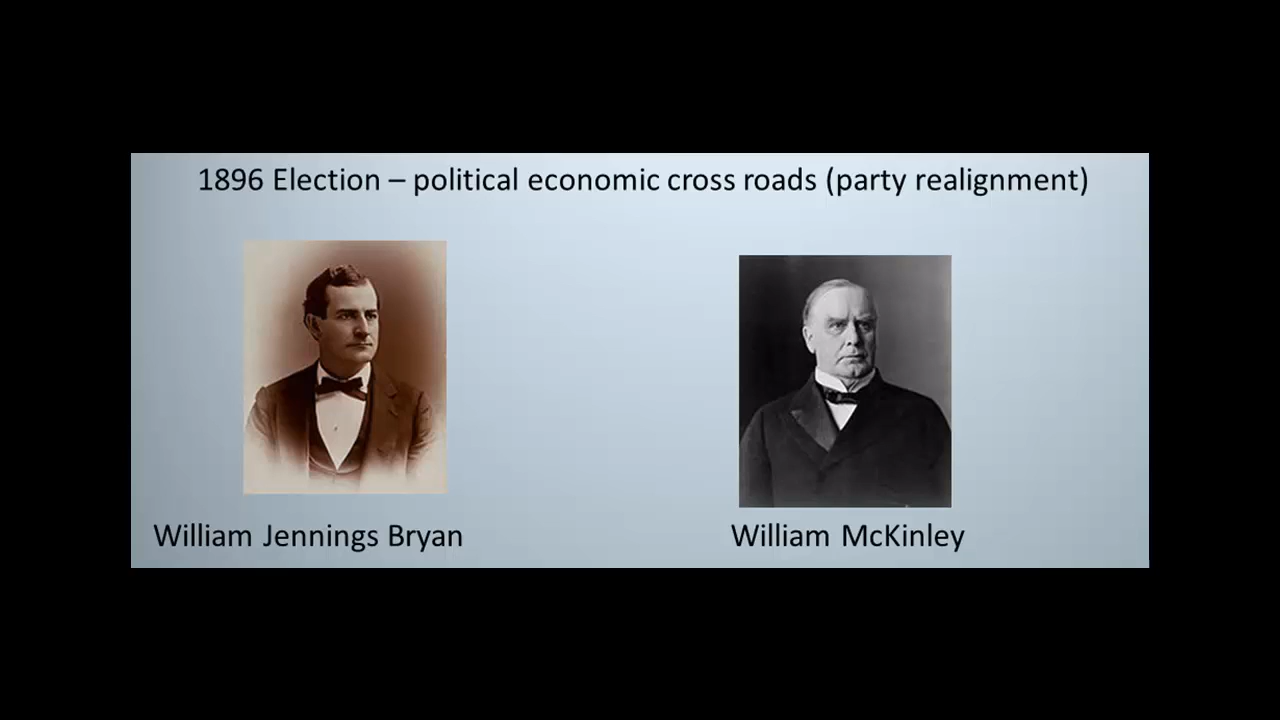 1896 Election – political economic cross roads (party realignment)
William Jennings Bryan
William McKinley